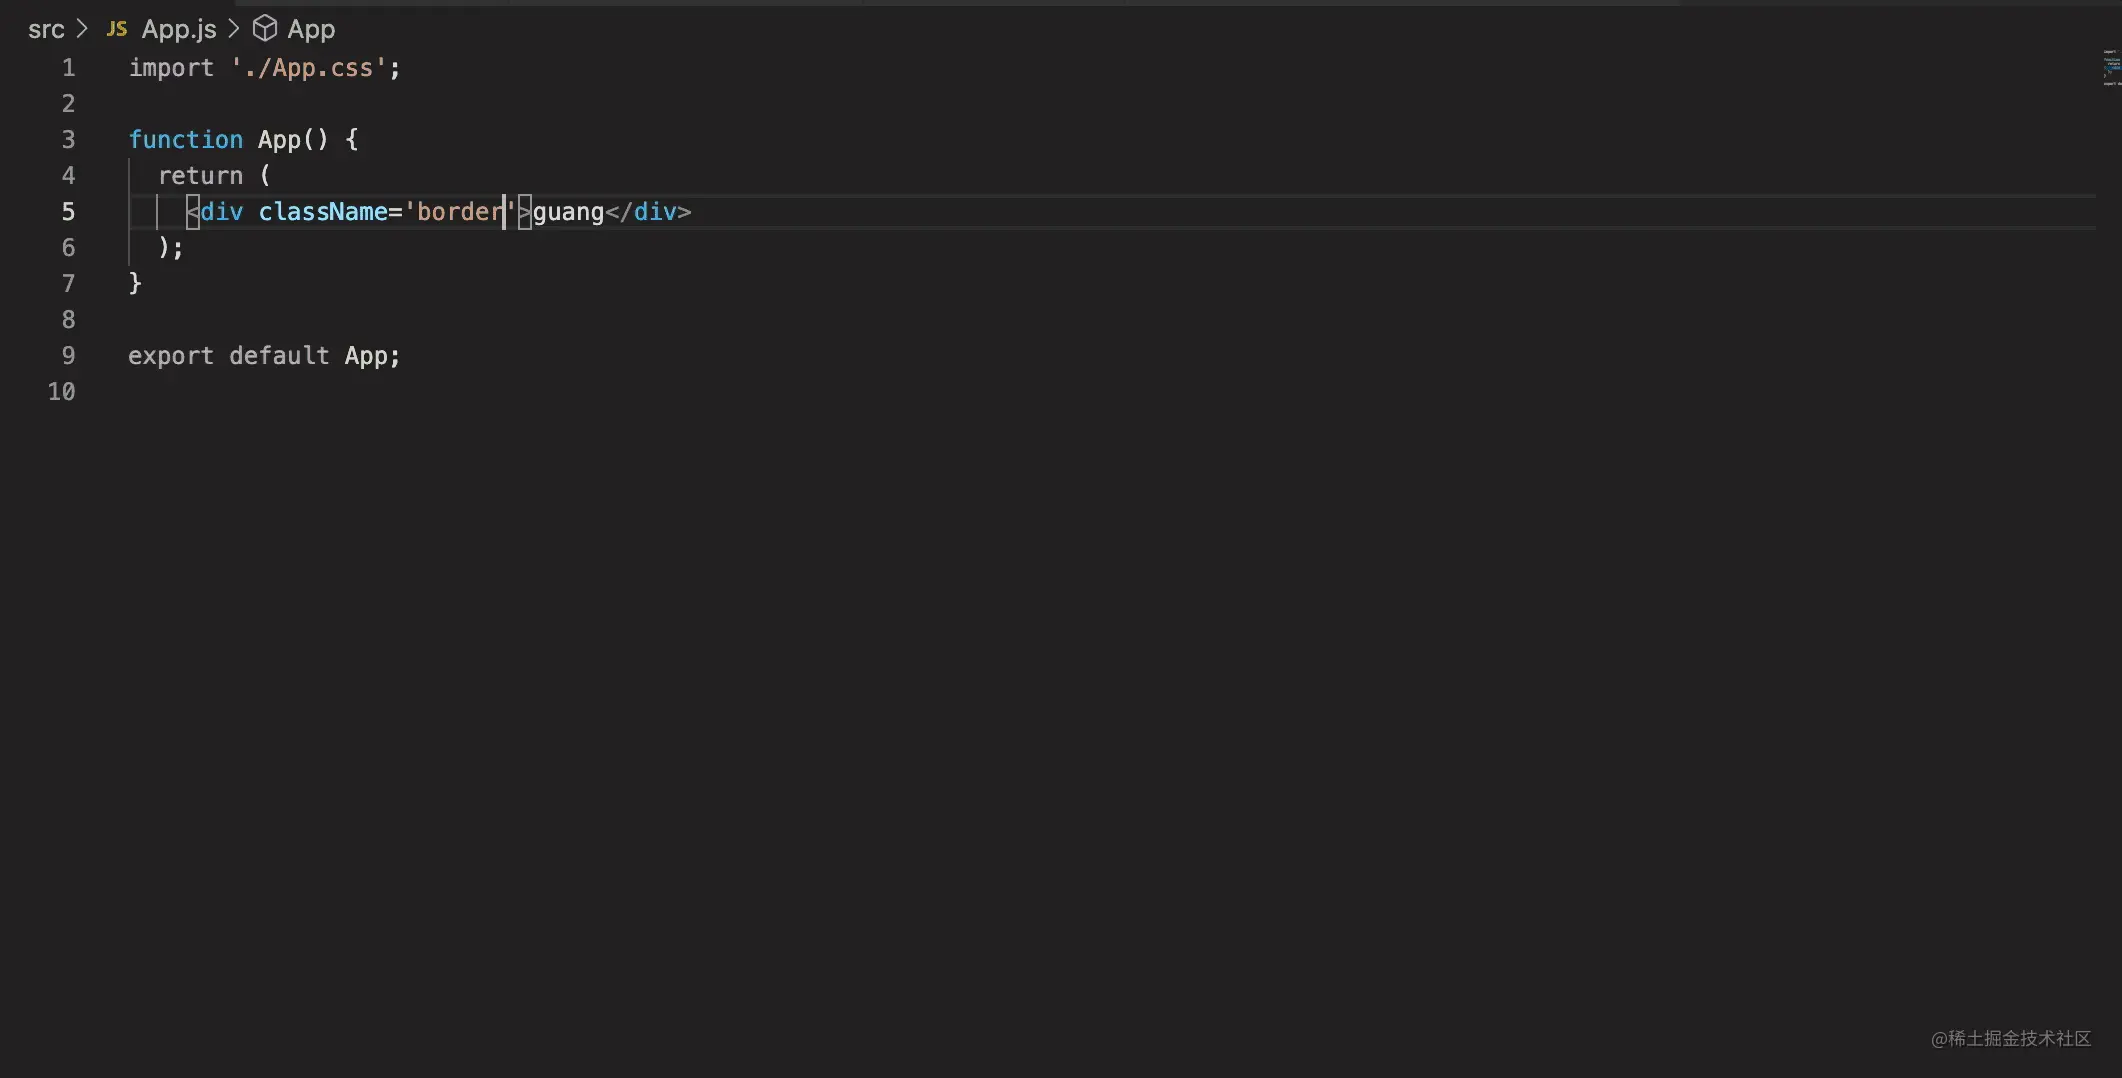 src > JS App.js > App
1 import './App.css';
2
3 function App() {
4   return (
5     <div className='border'>guang</div>
6   );
7 }
8
9 export default App;
10
@稀土掘金技术社区